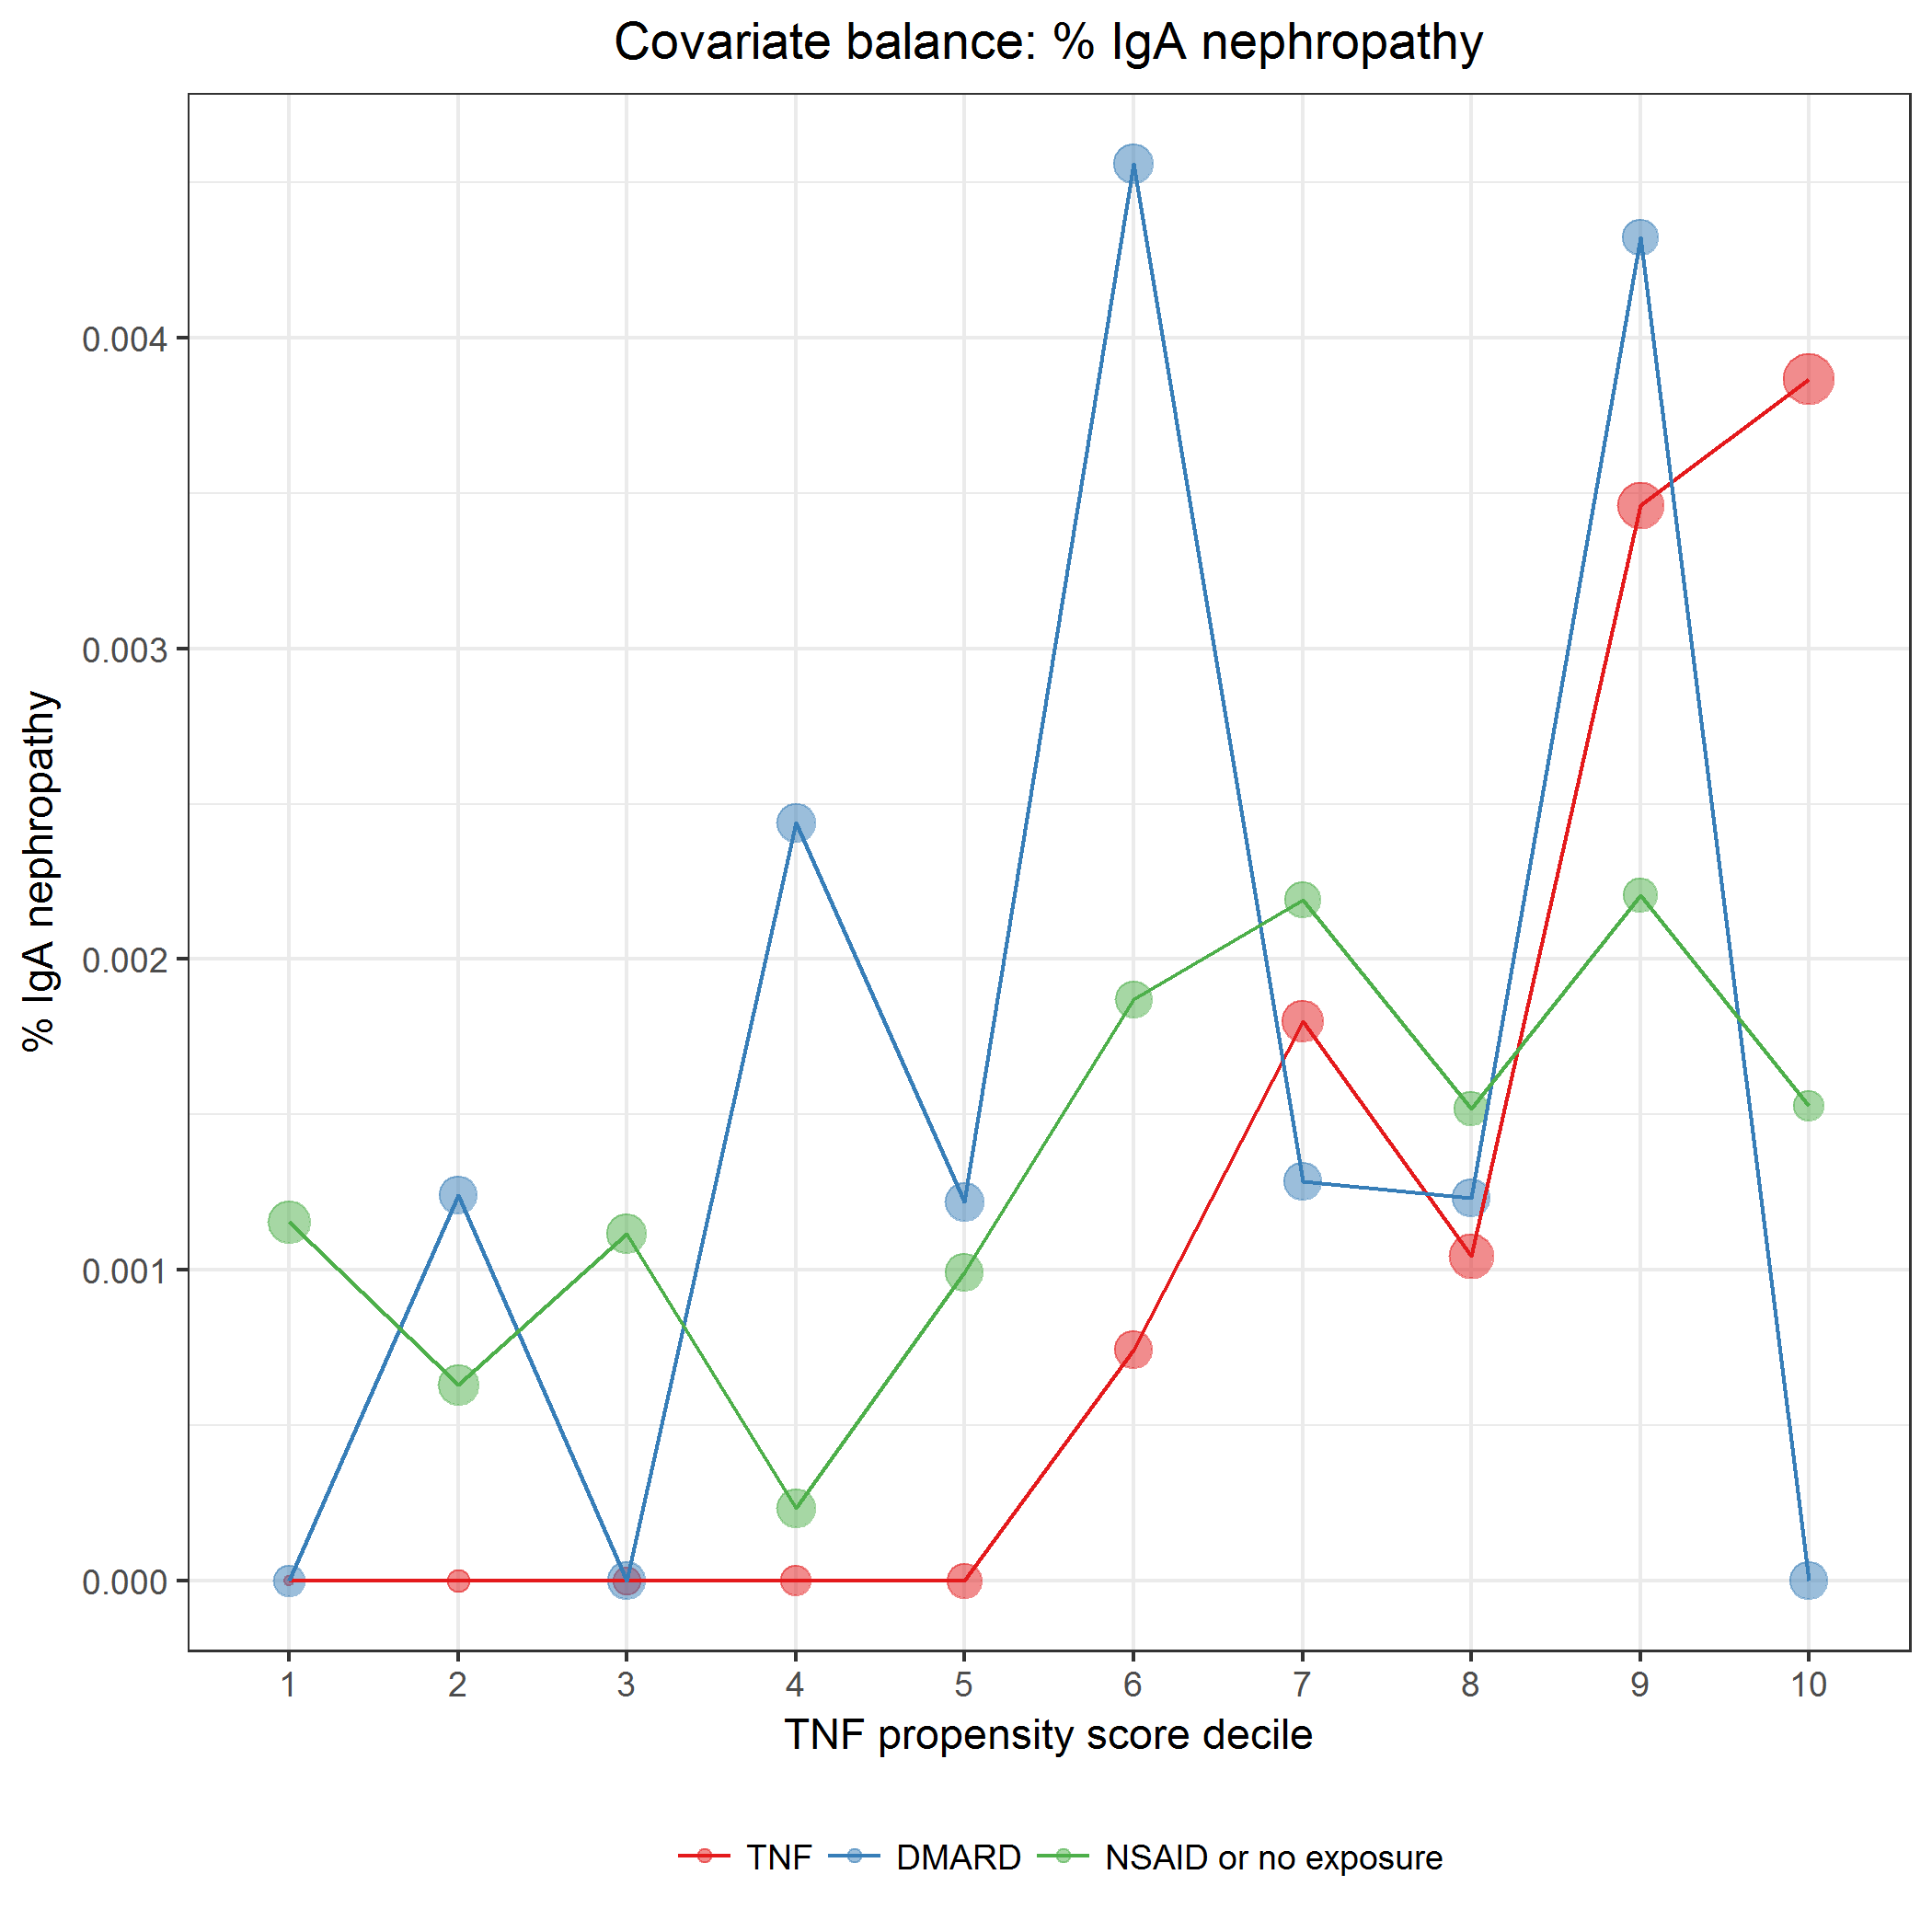 Covariate balance: % IgA nephropathy
% IgA nephropathy
0.004
0.003
0.002
0.001
0.000
1 2 3 4 5 6 7 8 9 10
TNF propensity score decile
TNF DMARD NSAID or no exposure